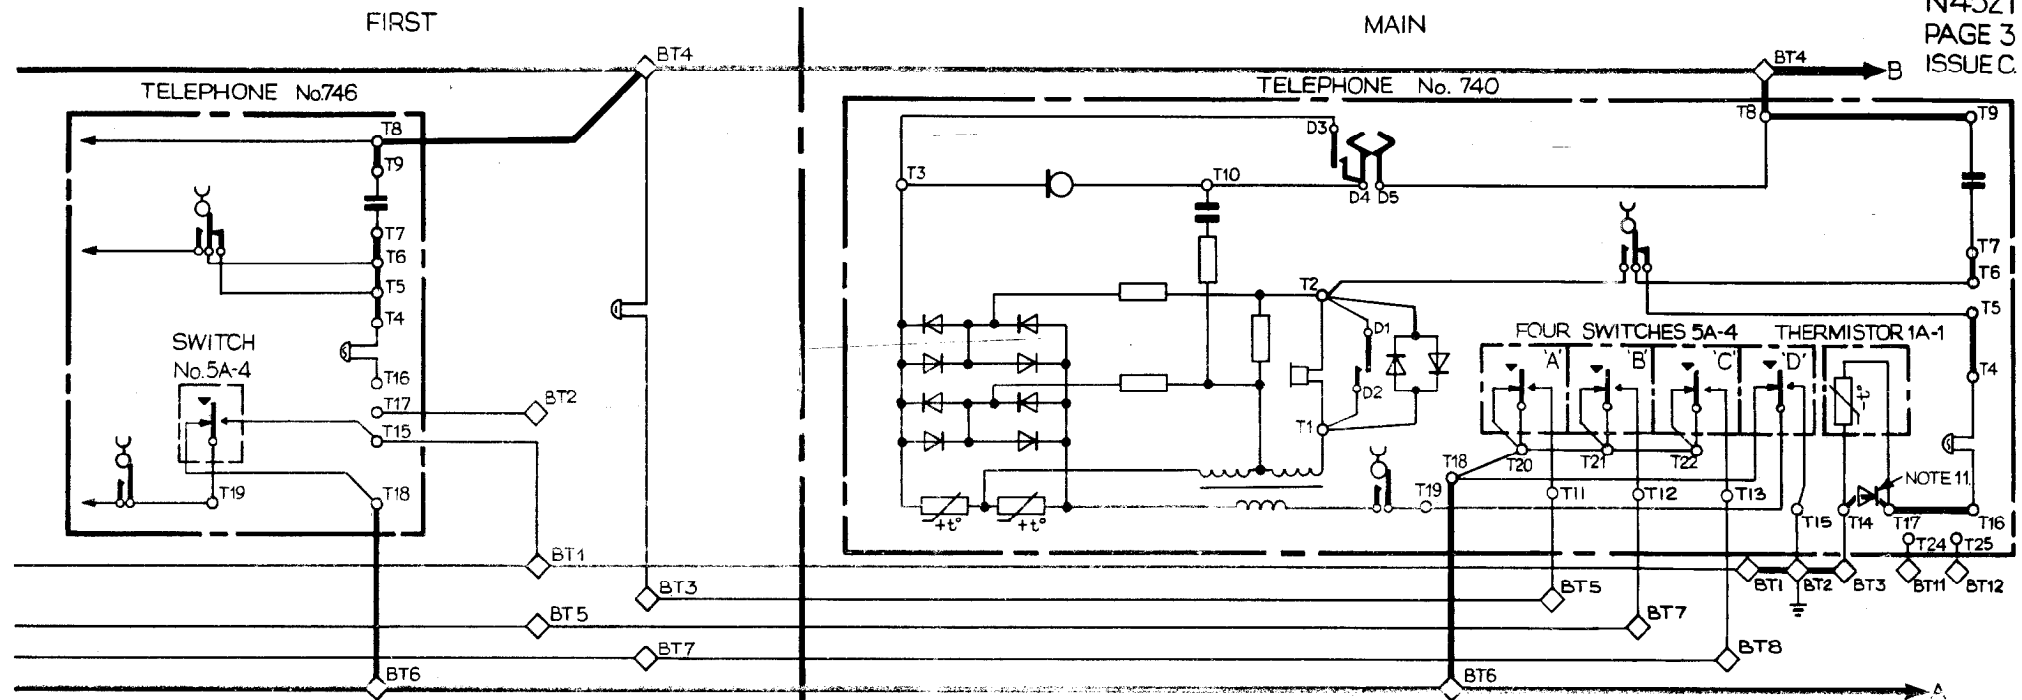 FIRST
MAIN
N4521
PAGE 3
ISSUE C.
BT4
BT4
B
TELEPHONE No.746
TELEPHONE No. 740
T8
T9
T7
T6
T5
T4
T16
T17
T15
T18
T19
SWITCH
No.5A-4
BT2
BT1
BT3
BT5
BT7
BT6
T8
T9
D3
T3
T10
D4 D5
T7
T6
T2
T5
D1
FOUR SWITCHES 5A-4
THERMISTOR 1A-1
'A'
'B'
'C'
'D'
-t°
T4
D2
T1
T18
T20
T21
T22
T19
T11
T12
T13
NOTE 11.
+t°
+t°
T15
T14
T17
T16
T24
T25
BT1
BT2
BT3
BT11
BT12
BT5
BT7
BT8
BT6
A